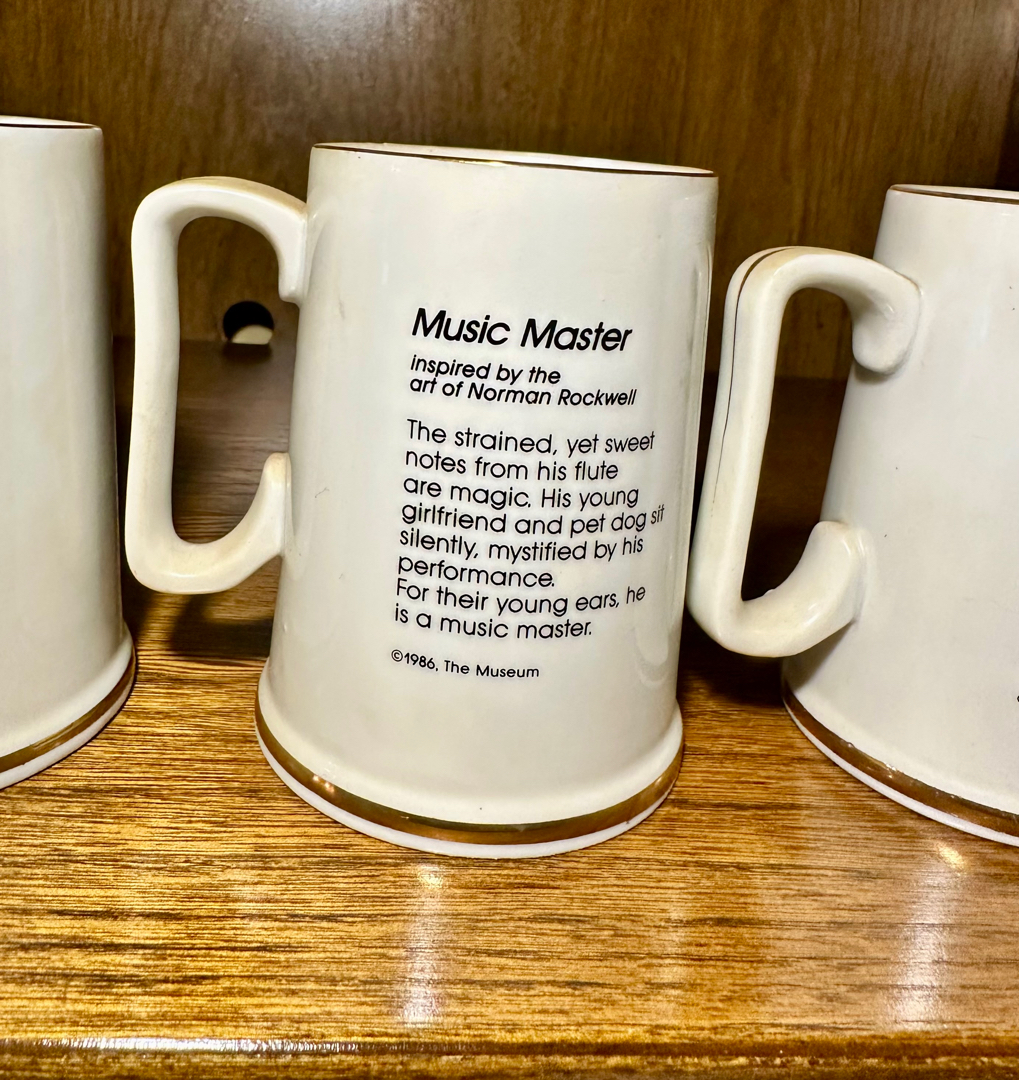 Music Master
inspired by the
art of Norman Rockwell
The strained, yet sweet
notes from his flute
are magic. His young
girlfriend and pet dog sit
silently, mystified by his
performance.
For their young ears, he
is a music master.
©1986, The Museum